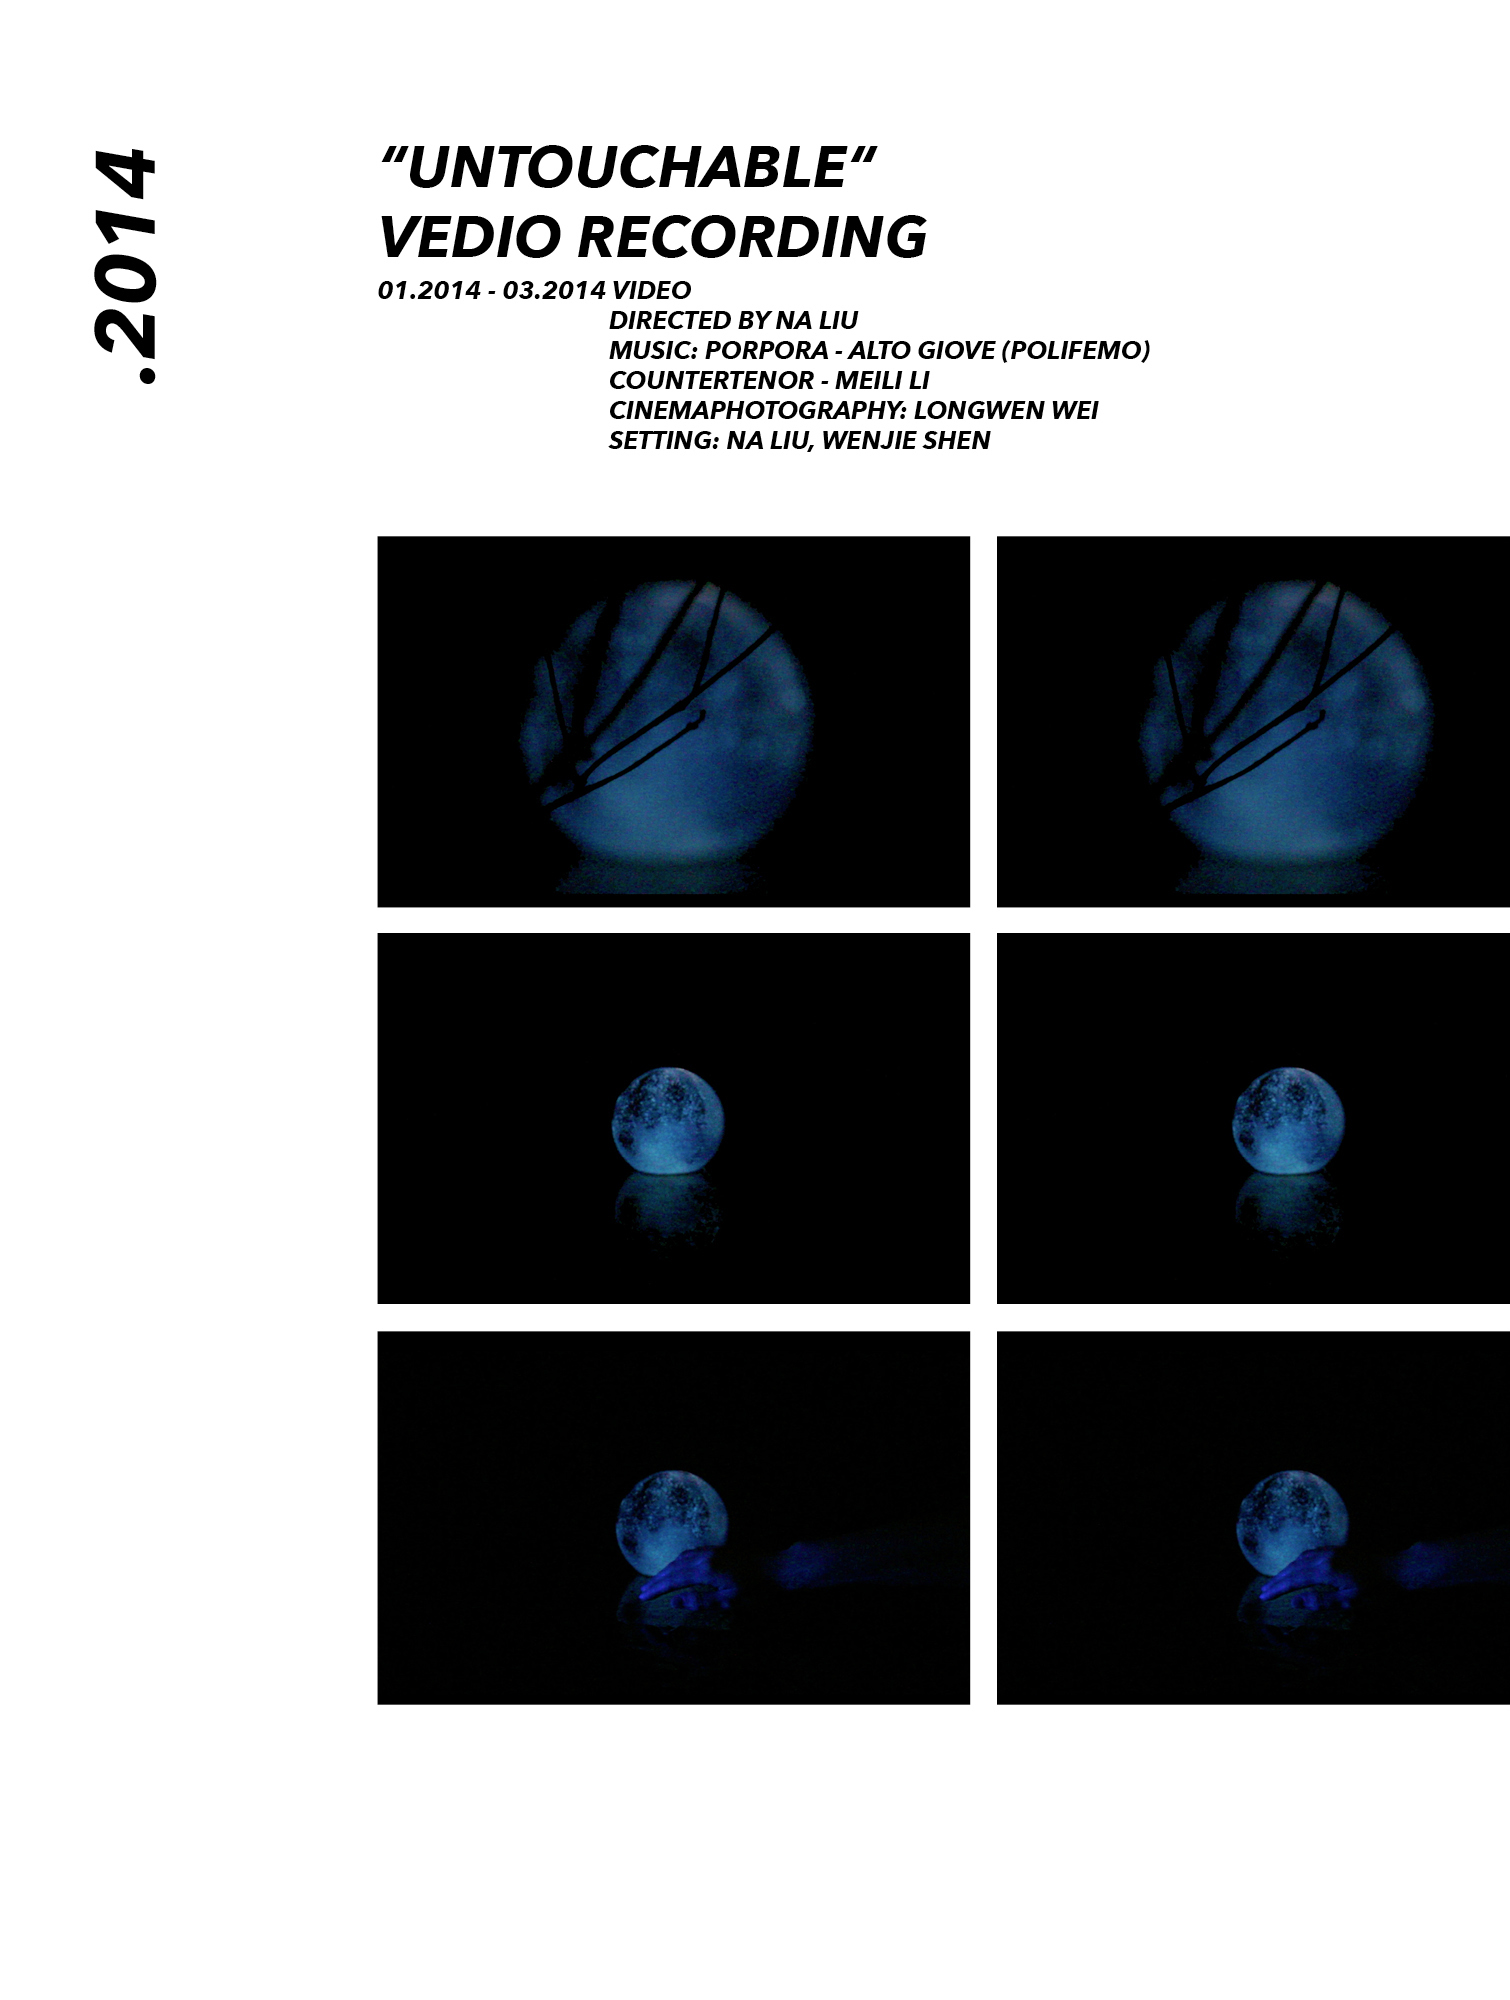 .2014
“UNTOUCHABLE“
VEDIO RECORDING
01.2014 - 03.2014 VIDEO
DIRECTED BY NA LIU
MUSIC: PORPORA - ALTO GIOVE (POLIFEMO)
COUNTERTENOR - MEILI LI
CINEMAPHOTOGRAPHY: LONGWEN WEI
SETTING: NA LIU, WENJIE SHEN